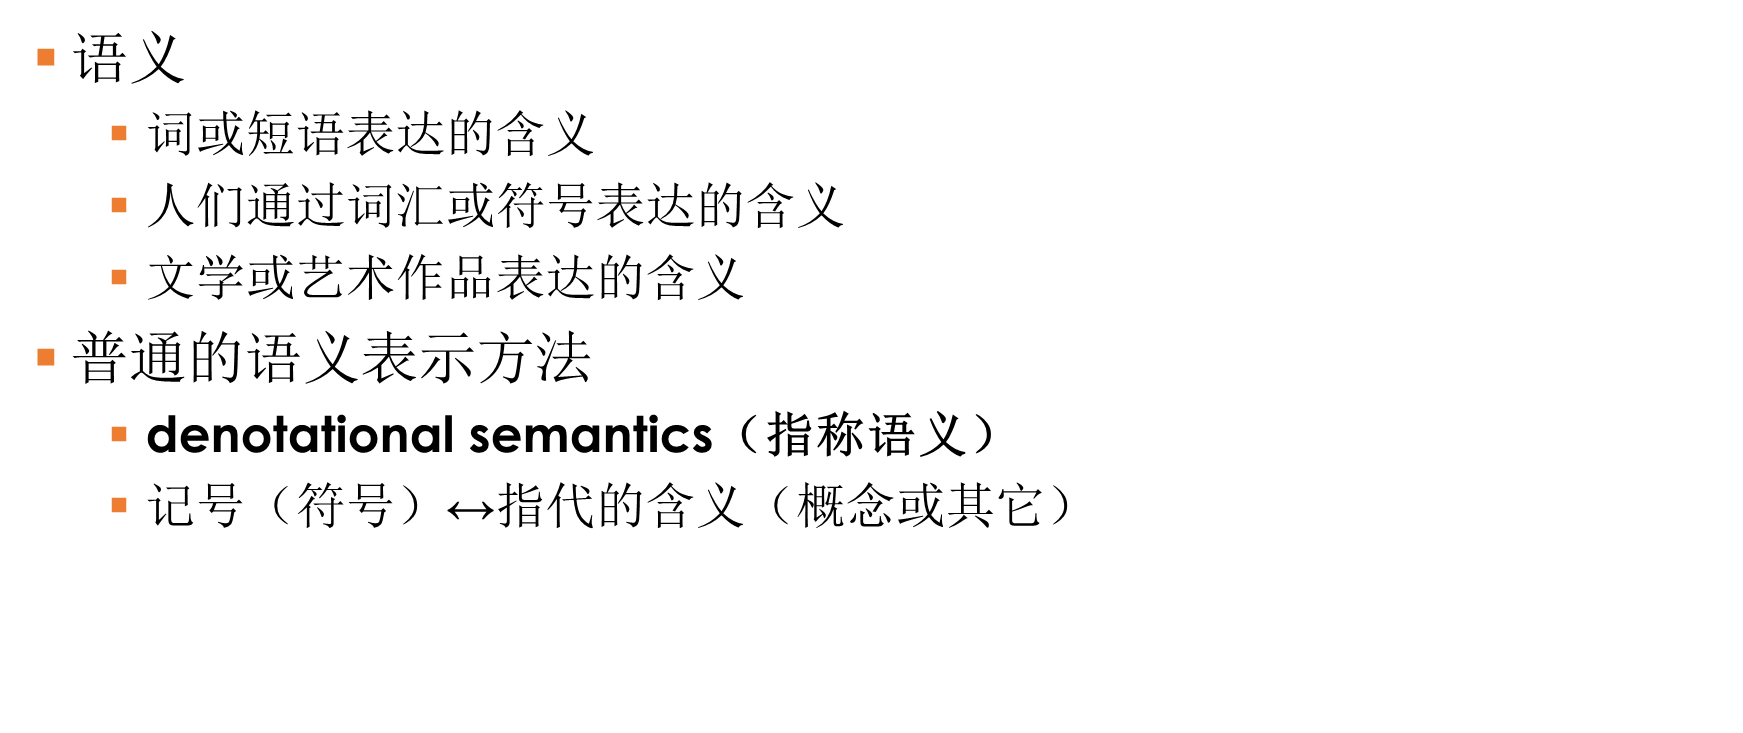 语义
词或短语表达的含义
人们通过词汇或符号表达的含义
文学或艺术作品表达的含义
普通的语义表示方法
denotational semantics（指称语义）
记号（符号）↔指代的含义（概念或其它）